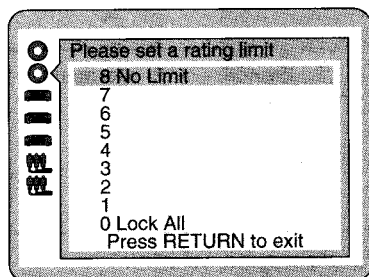 Please set a rating limit
8 No Limit
7
6
5
4
3
2
1
0 Lock All
Press RETURN to exit